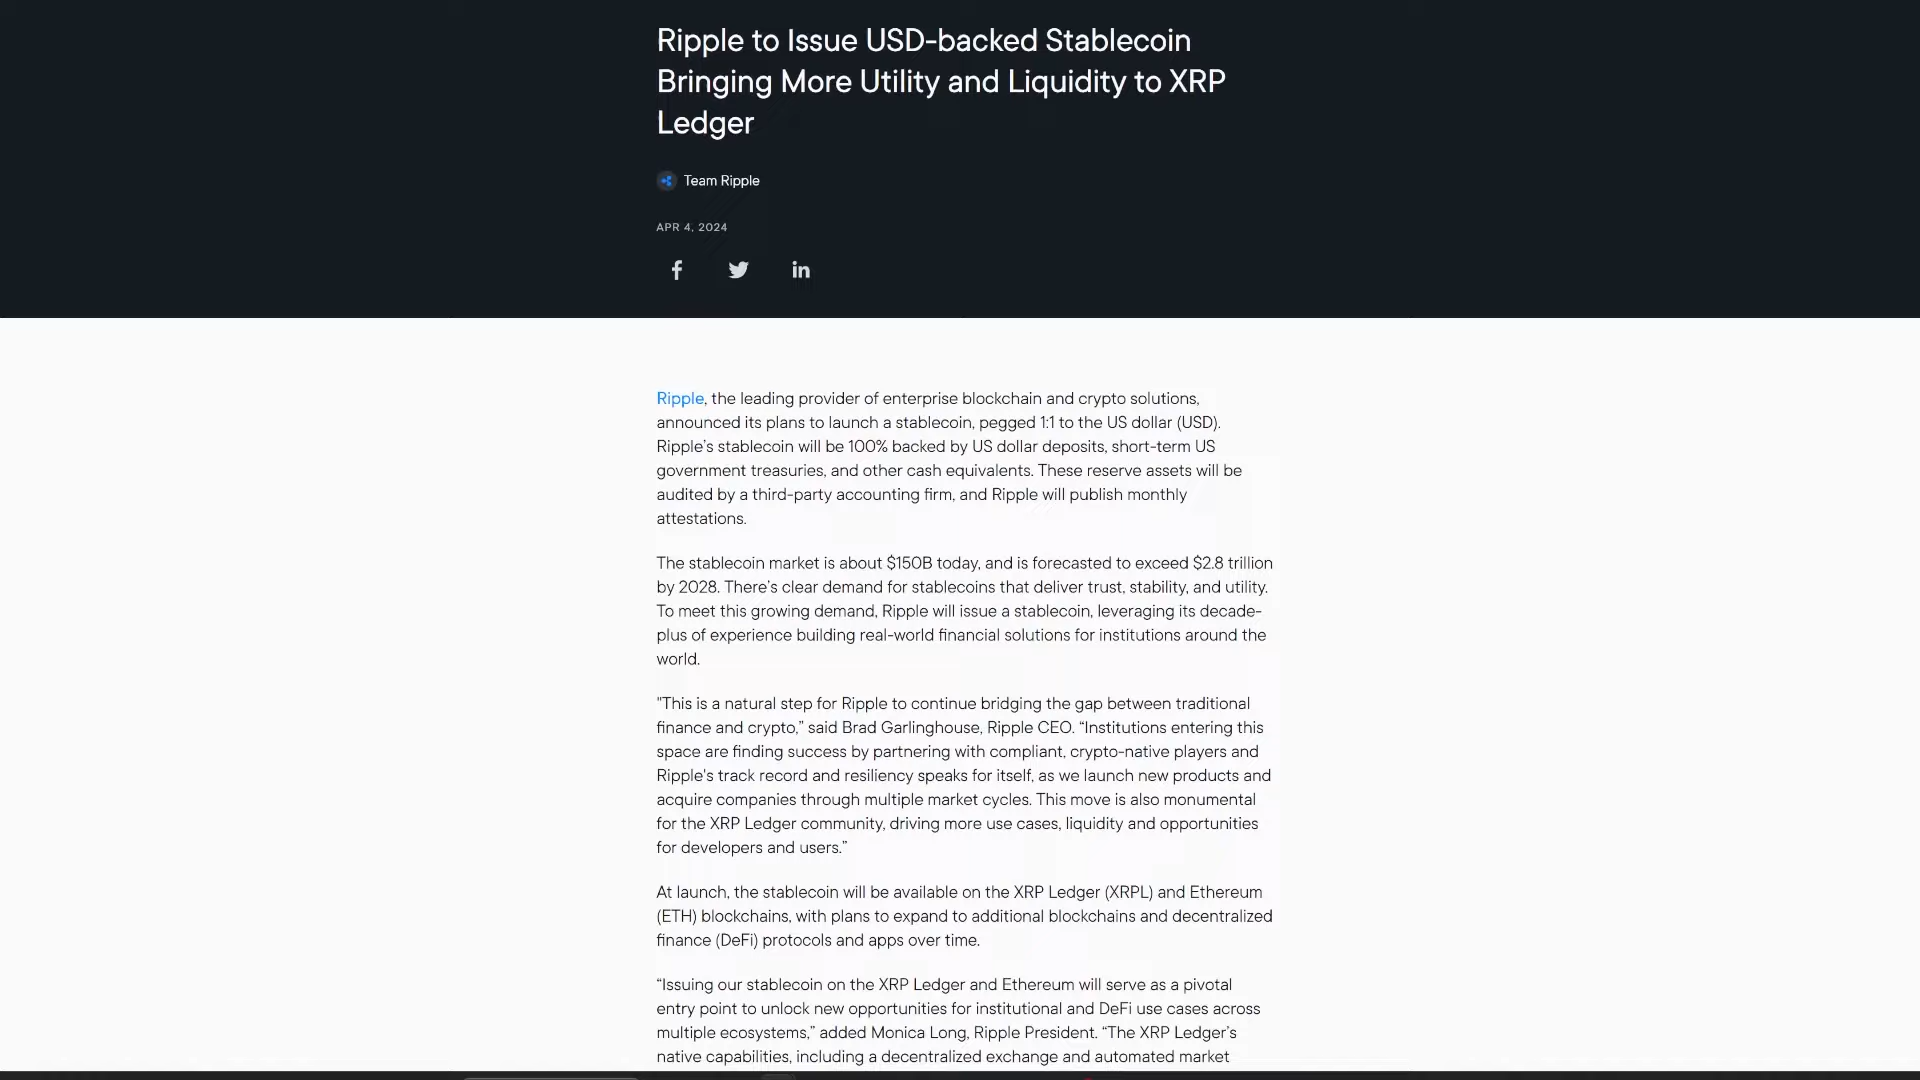 Ripple to Issue USD-backed Stablecoin
Bringing More Utility and Liquidity to XRP
Ledger
Team Ripple
APR 4, 2024
Ripple, the leading provider of enterprise blockchain and crypto solutions,
announced its plans to launch a stablecoin, pegged 1:1 to the US dollar (USD).
Ripple’s stablecoin will be 100% backed by US dollar deposits, short-term US
government treasuries, and other cash equivalents. These reserve assets will be
audited by a third-party accounting firm, and Ripple will publish monthly
attestations.
The stablecoin market is about $150B today, and is forecasted to exceed $2.8 trillion
by 2028. There’s clear demand for stablecoins that deliver trust, stability, and utility.
To meet this growing demand, Ripple will issue a stablecoin, leveraging its decade-
plus of experience building real-world financial solutions for institutions around the
world.
"This is a natural step for Ripple to continue bridging the gap between traditional
finance and crypto,” said Brad Garlinghouse, Ripple CEO. “Institutions entering this
space are finding success by partnering with compliant, crypto-native players and
Ripple's track record and resiliency speaks for itself, as we launch new products and
acquire companies through multiple market cycles. This move is also monumental
for the XRP Ledger community, driving more use cases, liquidity and opportunities
for developers and users.”
At launch, the stablecoin will be available on the XRP Ledger (XRPL) and Ethereum
(ETH) blockchains, with plans to expand to additional blockchains and decentralized
finance (DeFi) protocols and apps over time.
“Issuing our stablecoin on the XRP Ledger and Ethereum will serve as a pivotal
entry point to unlock new opportunities for institutional and DeFi use cases across
multiple ecosystems,” added Monica Long, Ripple President. “The XRP Ledger’s
native capabilities, including a decentralized exchange and automated market